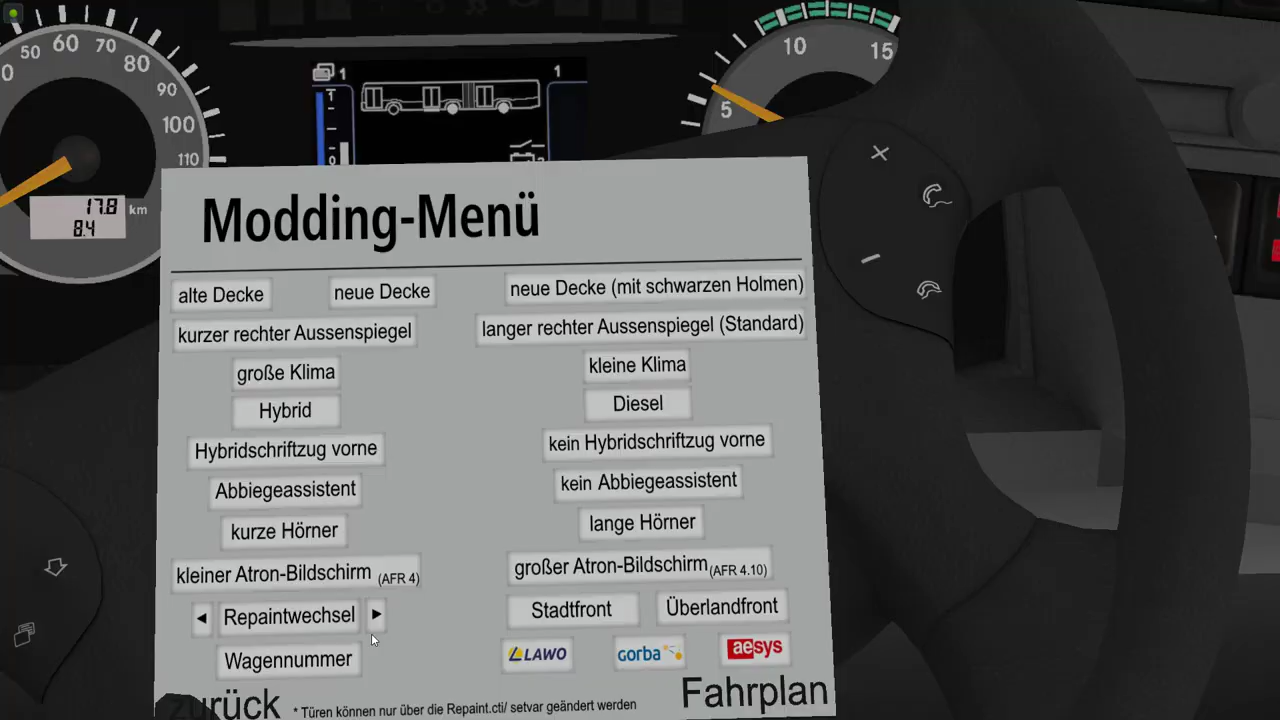 50 60 70 80 90 100 110
0
17.8 km
8.4
1
1
1
0
5 10 15
Modding-Menü
alte Decke neue Decke neue Decke (mit schwarzen Holmen)
kurzer rechter Aussenspiegel langer rechter Aussenspiegel (Standard)
große Klima kleine Klima
Hybrid Diesel
Hybridschriftzug vorne kein Hybridschriftzug vorne
Abbiegeassistent kein Abbiegeassistent
kurze Hörner lange Hörner
kleiner Atron-Bildschirm (AFR 4) großer Atron-Bildschirm (AFR 4.10)
◄ Repaintwechsel ► Stadtfront Überlandfront
Wagennummer LAWO gorba aesys
zurück * Türen können nur über die Repaint.cti/ setvar geändert werden Fahrplan